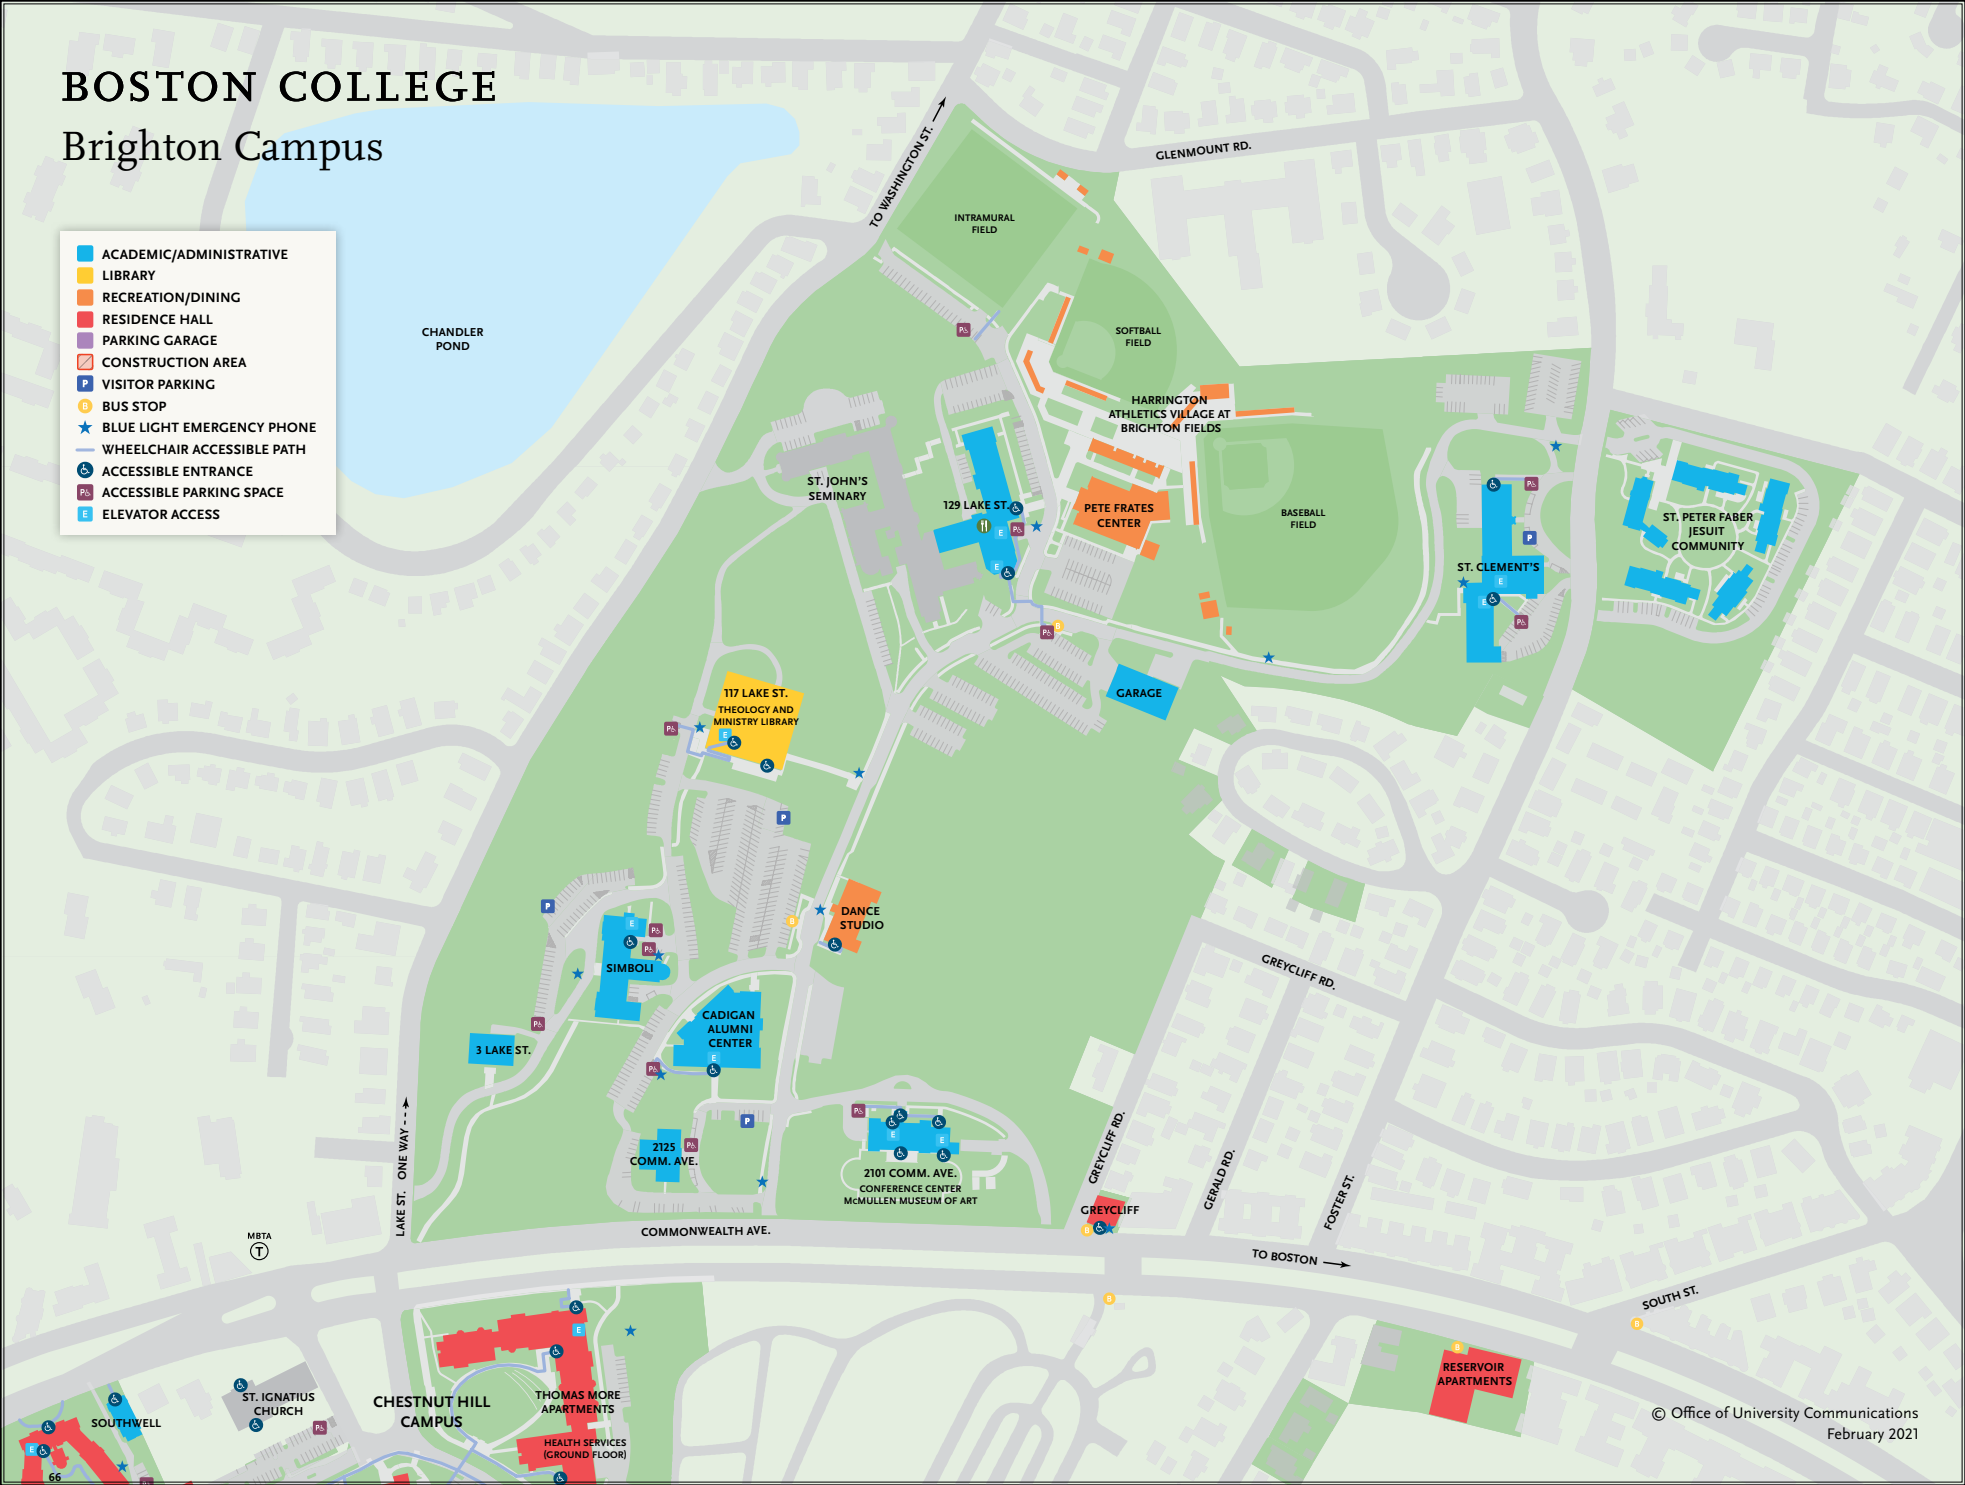 BOSTON COLLEGE
Brighton Campus
ACADEMIC/ADMINISTRATIVE
LIBRARY
RECREATION/DINING
RESIDENCE HALL
PARKING GARAGE
CONSTRUCTION AREA
P VISITOR PARKING
B BUS STOP
BLUE LIGHT EMERGENCY PHONE
WHEELCHAIR ACCESSIBLE PATH
ACCESSIBLE ENTRANCE
P ACCESSIBLE PARKING SPACE
E ELEVATOR ACCESS
CHANDLER
POND
TO WASHINGTON ST.
GLENMOUNT RD.
INTRAMURAL
FIELD
SOFTBALL
FIELD
HARRINGTON
ATHLETICS VILLAGE AT
BRIGHTON FIELDS
ST. JOHN'S
SEMINARY
129 LAKE ST.
PETE FRATES
CENTER
BASEBALL
FIELD
ST. CLEMENT'S
ST. PETER FABER
JESUIT
COMMUNITY
117 LAKE ST.
THEOLOGY AND
MINISTRY LIBRARY
GARAGE
DANCE
STUDIO
SIMBOLI
CADIGAN
ALUMNI
CENTER
3 LAKE ST.
GREYCLIFF RD.
GREYCLIFF RD.
GERALD RD.
FOSTER ST.
LAKE ST. ONE WAY
2125
COMM. AVE.
2101 COMM. AVE.
CONFERENCE CENTER
McMULLEN MUSEUM OF ART
GREYCLIFF
COMMONWEALTH AVE.
TO BOSTON
SOUTH ST.
MBTA
T
THOMAS MORE
APARTMENTS
HEALTH SERVICES
(GROUND FLOOR)
CHESTNUT HILL
CAMPUS
ST. IGNATIUS
CHURCH
SOUTHWELL
66
RESERVOIR
APARTMENTS
© Office of University Communications
February 2021